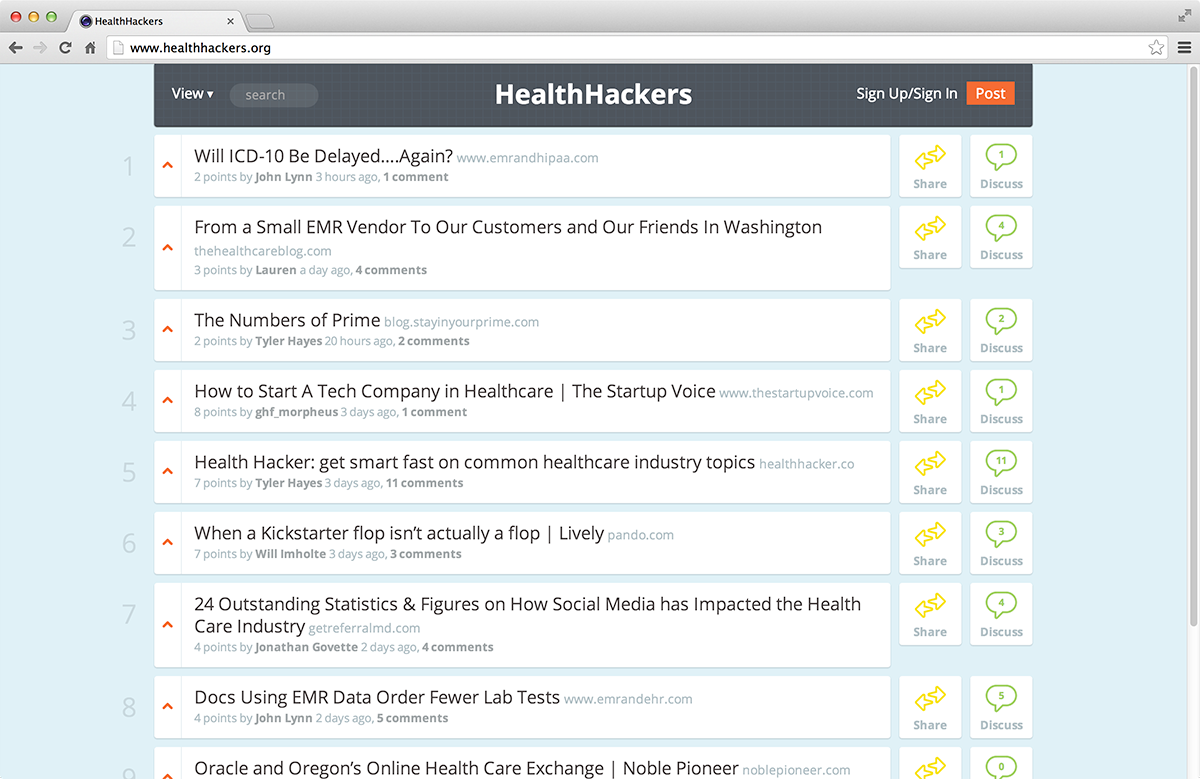 HealthHackers
www.healthhackers.org
View ▾ search HealthHackers Sign Up/Sign In Post
1 Will ICD-10 Be Delayed....Again? www.emrandhipaa.com 1
2 points by John Lynn 3 hours ago, 1 comment Share Discuss
2 From a Small EMR Vendor To Our Customers and Our Friends In Washington 4
thehealthcareblog.com Share Discuss
3 points by Lauren a day ago, 4 comments
3 The Numbers of Prime blog.stayinyourprime.com 2
2 points by Tyler Hayes 20 hours ago, 2 comments Share Discuss
4 How to Start A Tech Company in Healthcare | The Startup Voice www.thestartupvoice.com 1
8 points by ghf_morpheus 3 days ago, 1 comment Share Discuss
5 Health Hacker: get smart fast on common healthcare industry topics healthhacker.co 11
7 points by Tyler Hayes 3 days ago, 11 comments Share Discuss
6 When a Kickstarter flop isn’t actually a flop | Lively pando.com 3
7 points by Will Imholte 3 days ago, 3 comments Share Discuss
7 24 Outstanding Statistics & Figures on How Social Media has Impacted the Health 4
Care Industry getreferralmd.com Share Discuss
4 points by Jonathan Govette 2 days ago, 4 comments
8 Docs Using EMR Data Order Fewer Lab Tests www.emrandehr.com 5
4 points by John Lynn 2 days ago, 5 comments Share Discuss
9 Oracle and Oregon’s Online Health Care Exchange | Noble Pioneer noblepioneer.com 0